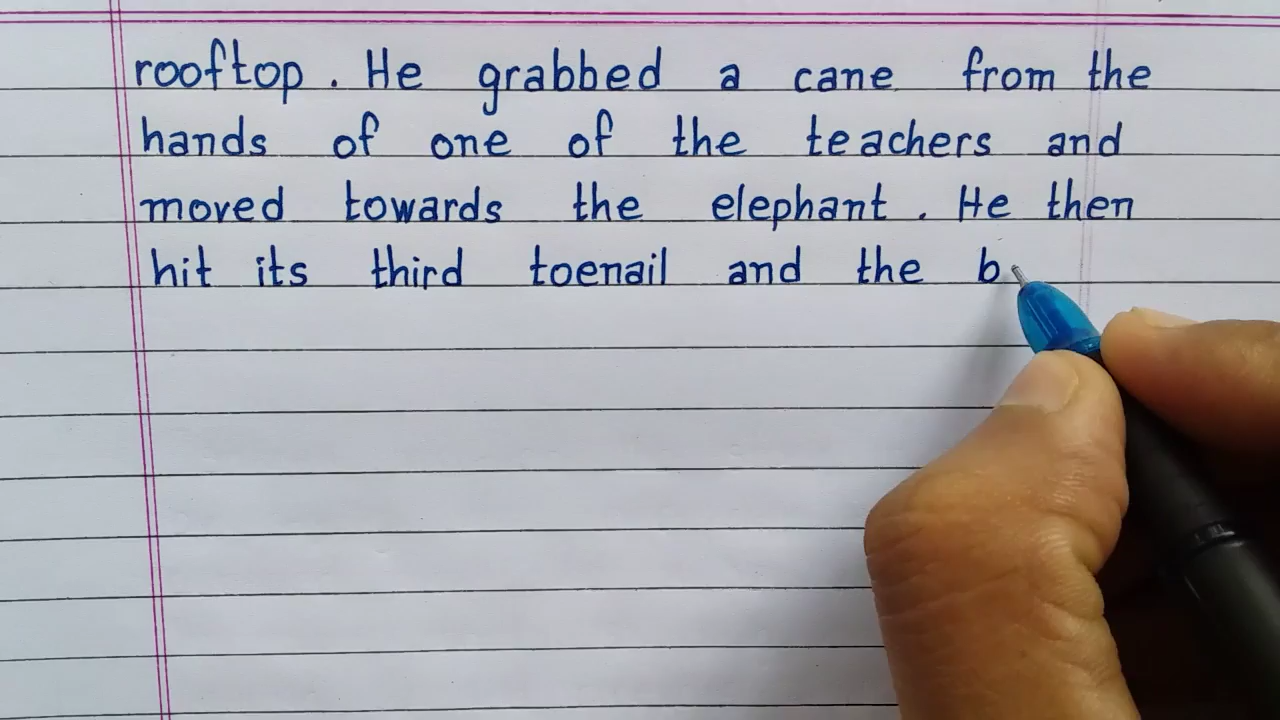 rooftop. He grabbed a cane from the
hands of one of the teachers and
moved towards the elephant. He then
hit its third toenail and the b